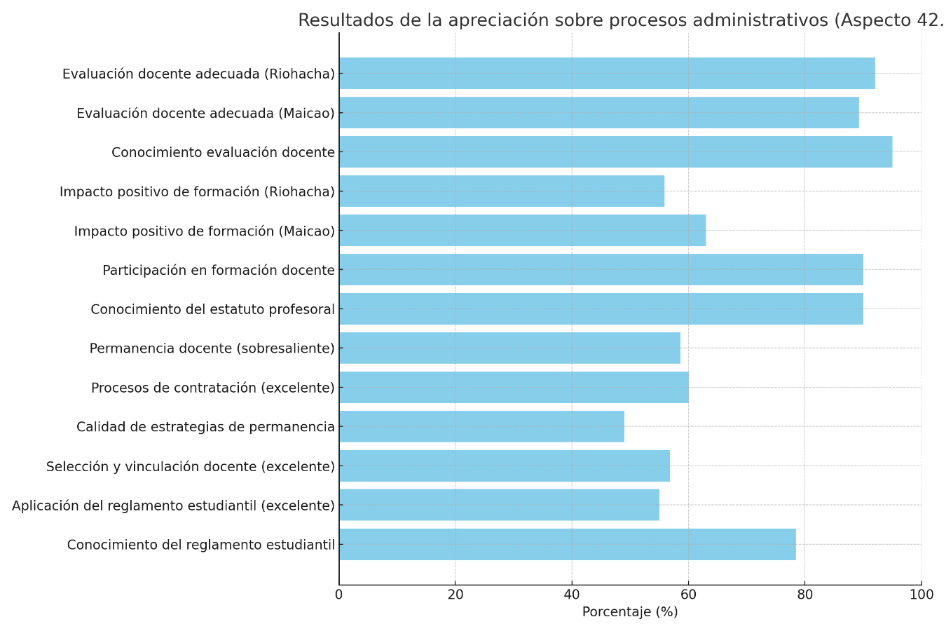 Resultados de la apreciación sobre procesos administrativos (Aspecto 42.
Evaluación docente adecuada (Riohacha)
Evaluación docente adecuada (Maicao)
Conocimiento evaluación docente
Impacto positivo de formación (Riohacha)
Impacto positivo de formación (Maicao)
Participación en formación docente
Conocimiento del estatuto profesoral
Permanencia docente (sobresaliente)
Procesos de contratación (excelente)
Calidad de estrategias de permanencia
Selección y vinculación docente (excelente)
Aplicación del reglamento estudiantil (excelente)
Conocimiento del reglamento estudiantil
0 20 40 60 80 100
Porcentaje (%)